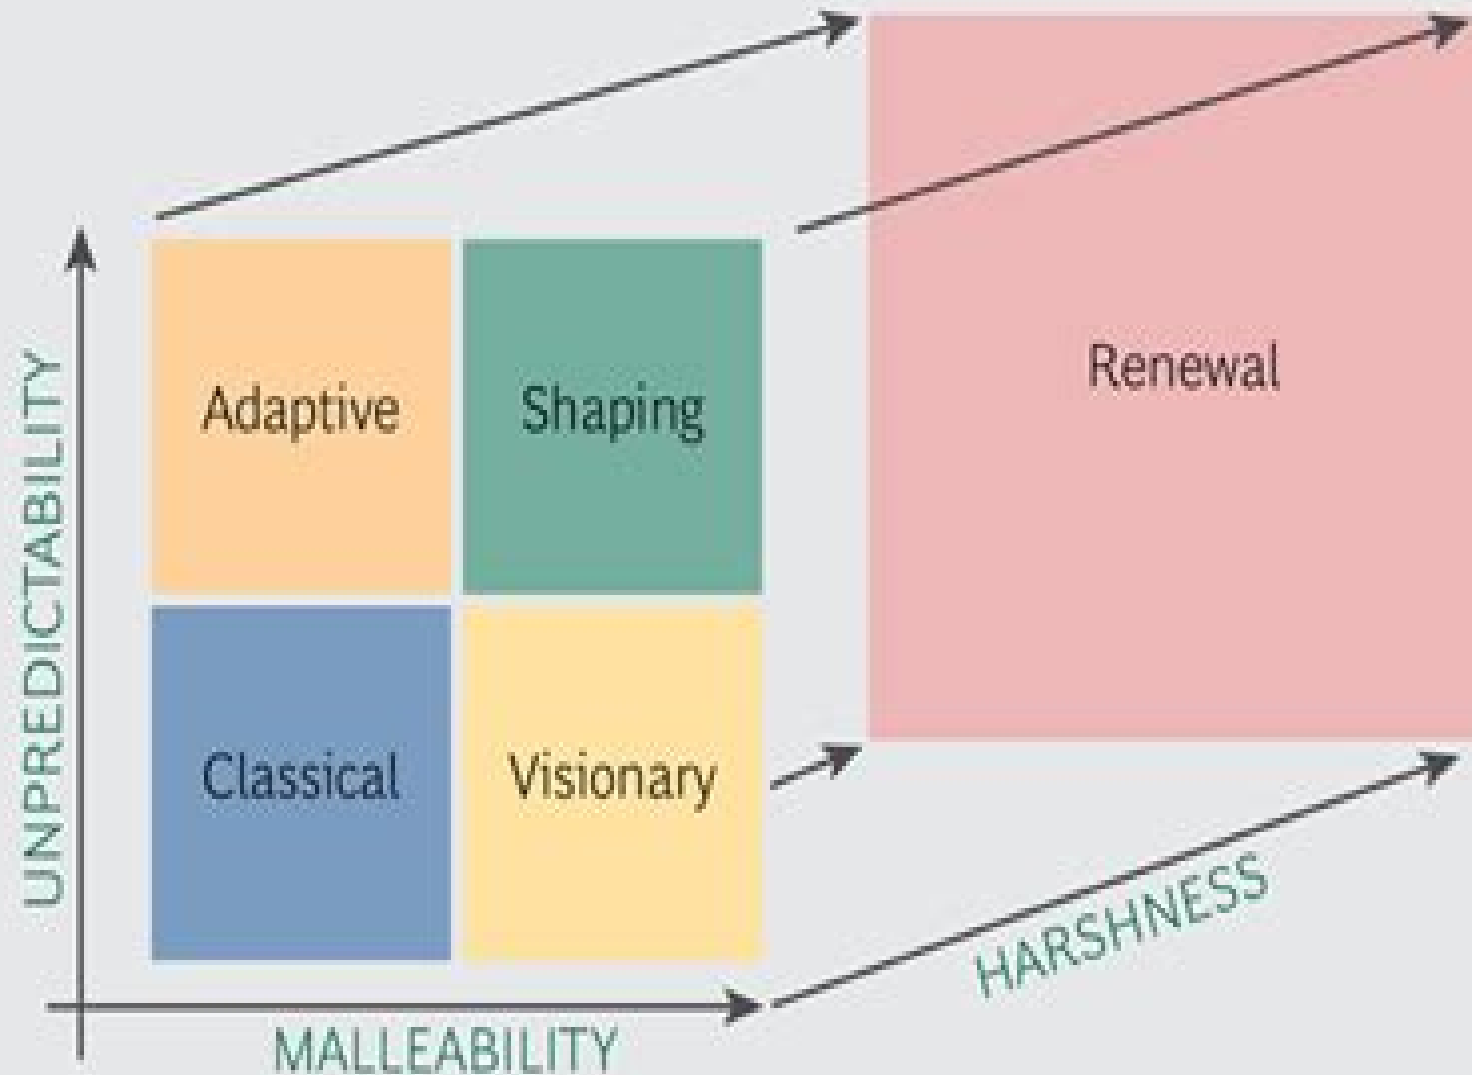 Renewal
Adaptive
Shaping
Classical
Visionary
UNPREDICTABILITY
MALLEABILITY
HARSHNESS